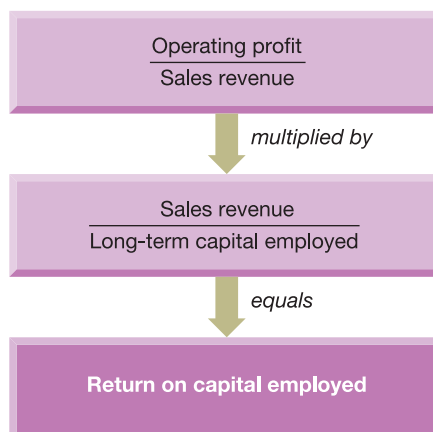 Operating profit
Sales revenue
multiplied by
Sales revenue
Long-term capital employed
equals
Return on capital employed